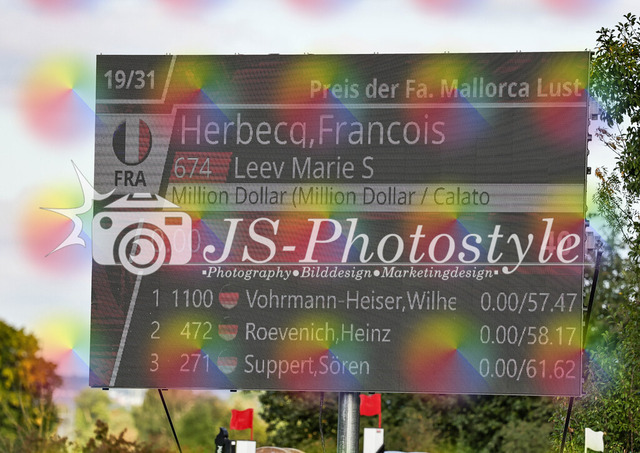 19/31
Preis der Fa. Mallorca Lust
Herbecq,Francois
FRA
674 Leev Marie S
Million Dollar (Million Dollar / Calato
JS-Photostyle
•Photography•Bilddesign•Marketingdesign•
1 1100 Vohrmann-Heiser,Wilhe 0.00/57.47
2 472 Roevenich,Heinz 0.00/58.17
3 271 Suppert,Sören 0.00/61.62